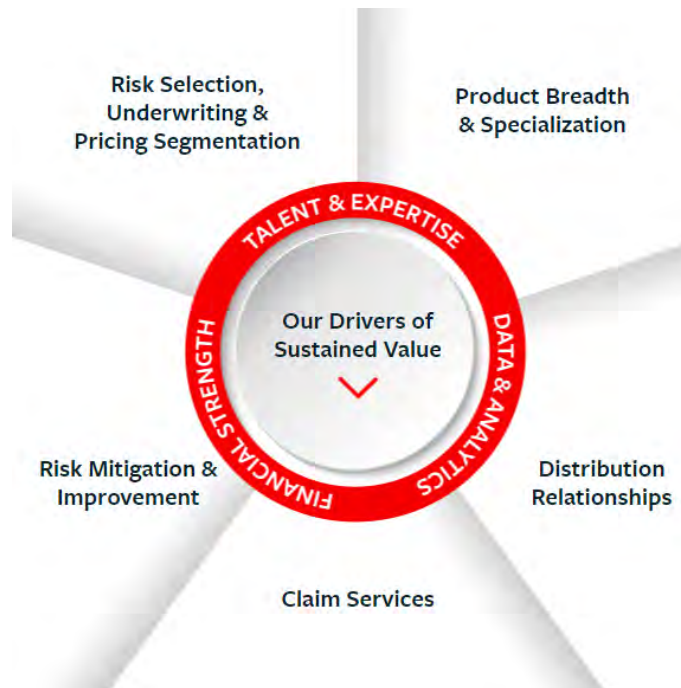 Risk Selection,
Underwriting &
Pricing Segmentation
Product Breadth
& Specialization
TALENT & EXPERTISE
Our Drivers of
Sustained Value
DATA & ANALYTICS
FINANCIAL STRENGTH
Risk Mitigation &
Improvement
Distribution
Relationships
Claim Services